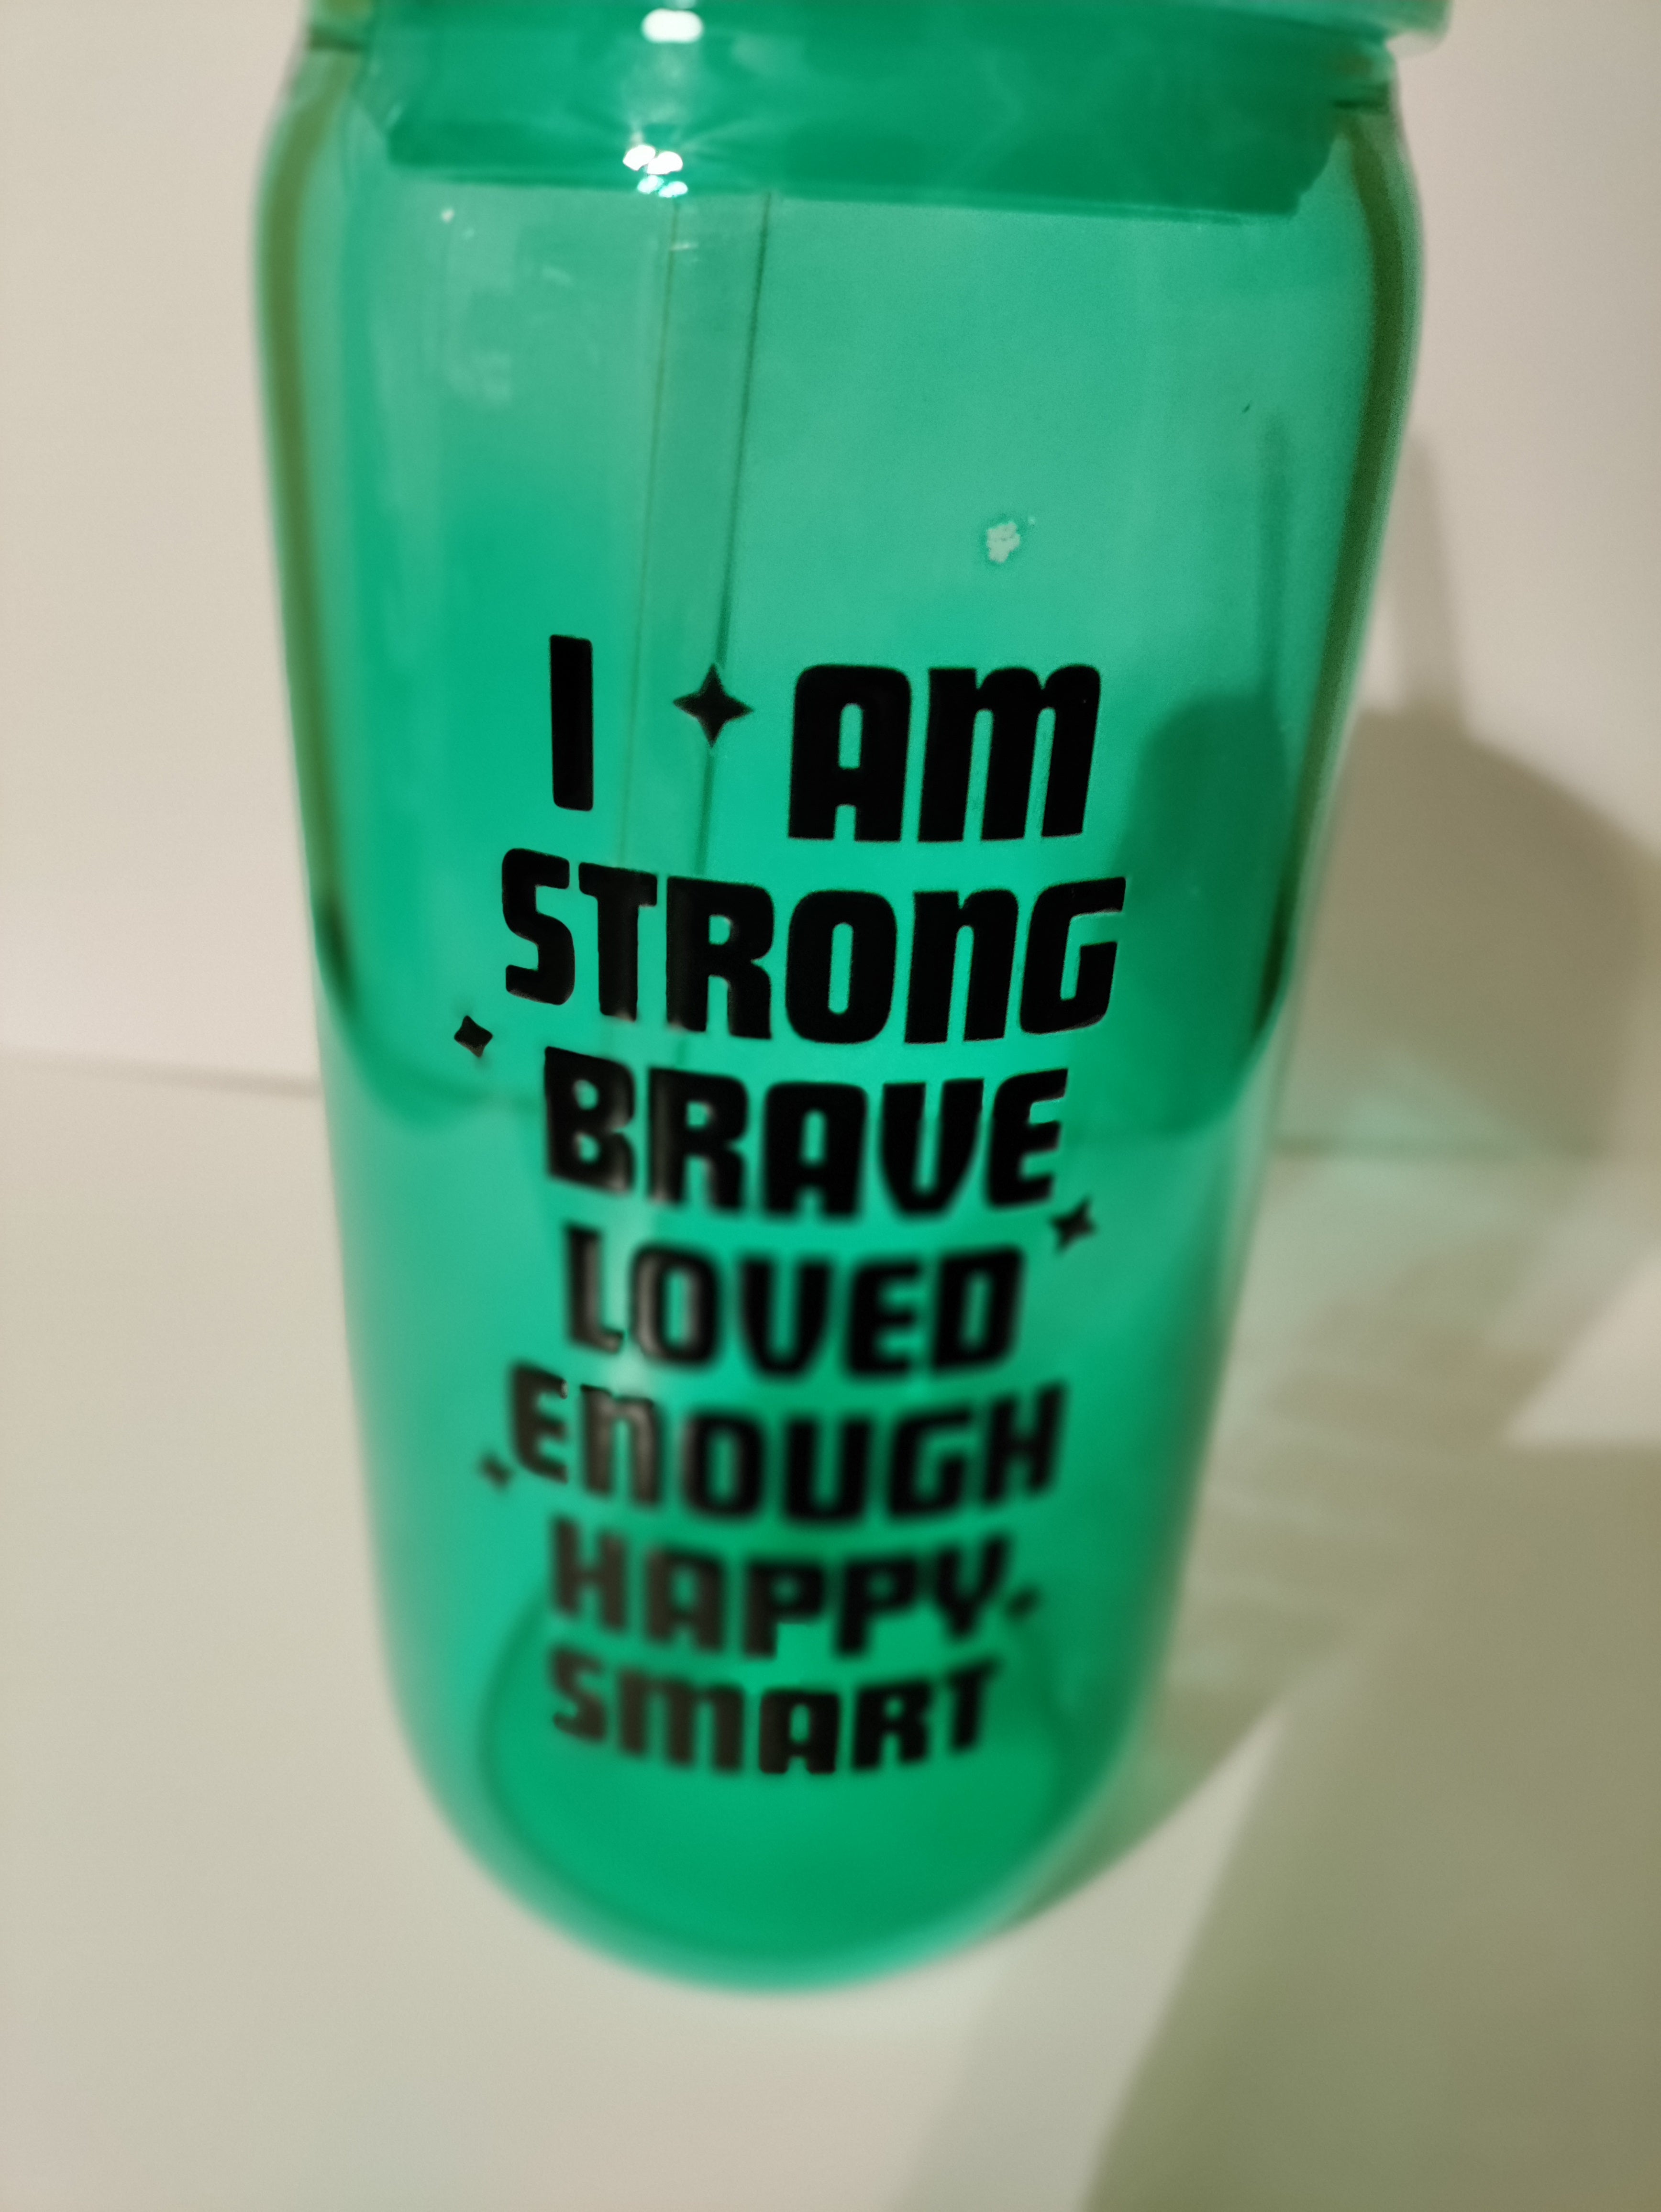 I AM
STRONG
BRAVE
LOVED
ENOUGH
HAPPY
SMART